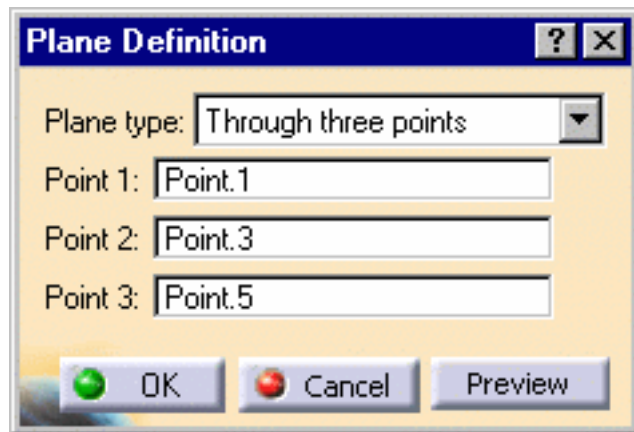 Plane Definition ? X
Plane type: Through three points
Point 1: Point.1
Point 2: Point.3
Point 3: Point.5
OK Cancel Preview